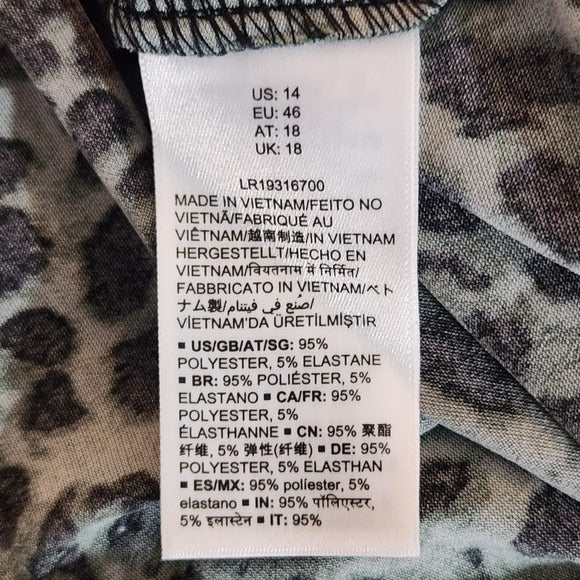 US: 14
EU: 46
AT: 18
UK: 18
LR19316700
MADE IN VIETNAM/FEITO NO
VIETNÃ/FABRIQUÉ AU
VIÊTNAM/越南制造/IN VIETNAM
HERGESTELLT/HECHO EN
VIETNAM/वियतनाम में निर्मित/
FABBRICATO IN VIETNAM/ベト
ナム製/صُنع في فيتنام/
VİETNAM'DA ÜRETİLMİŞTİR
▪ US/GB/AT/SG: 95%
POLYESTER, 5% ELASTANE
▪ BR: 95% POLIÉSTER, 5%
ELASTANO ▪ CA/FR: 95%
POLYESTER, 5%
ÉLASTHANNE ▪ CN: 95% 聚酯
纤维, 5% 弹性(纤维) ▪ DE: 95%
POLYESTER, 5% ELASTHAN
▪ ES/MX: 95% poliéster, 5%
elastano ▪ IN: 95% पॉलिएस्टर,
5% इलास्टेन ▪ IT: 95%